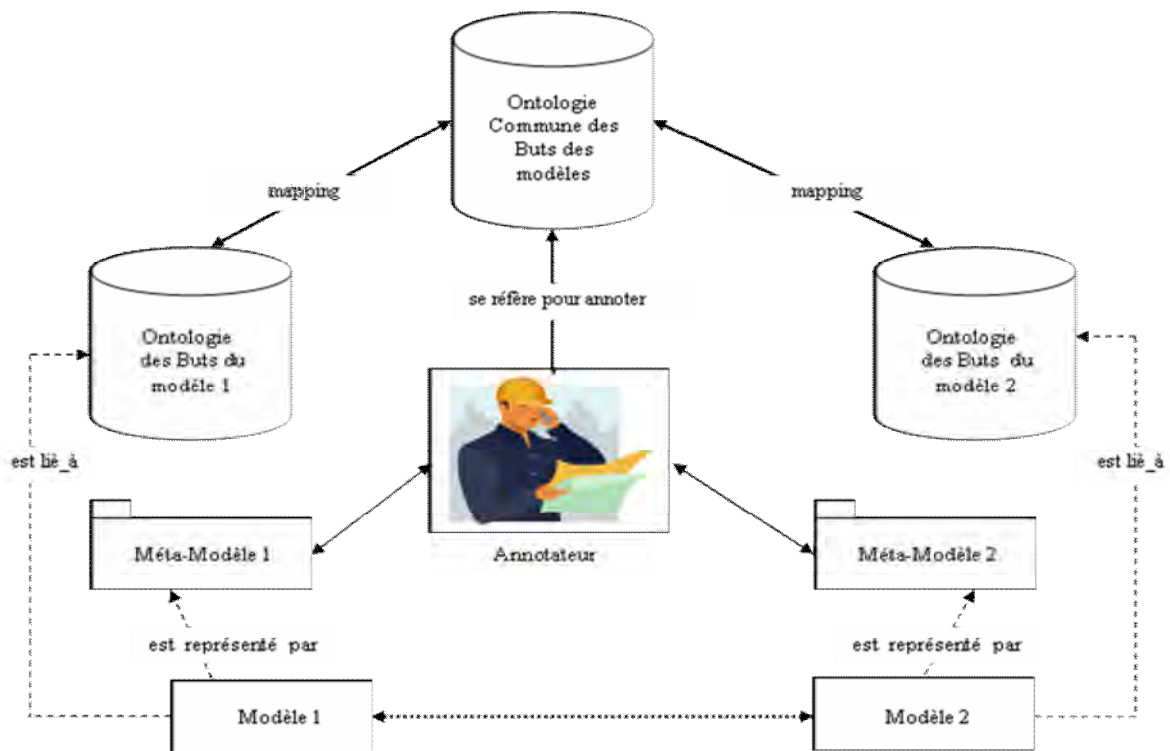 Ontologie
Commune des
Buts des
modèles
mapping
mapping
se réfère pour annoter
Ontologie
des Buts du
modèle 1
Ontologie
des Buts du
modèle 2
est liè_à
est liè_à
Méta-Modèle 1
Annotateur
Méta-Modèle 2
est représenté par
est représenté par
Modèle 1
Modèle 2